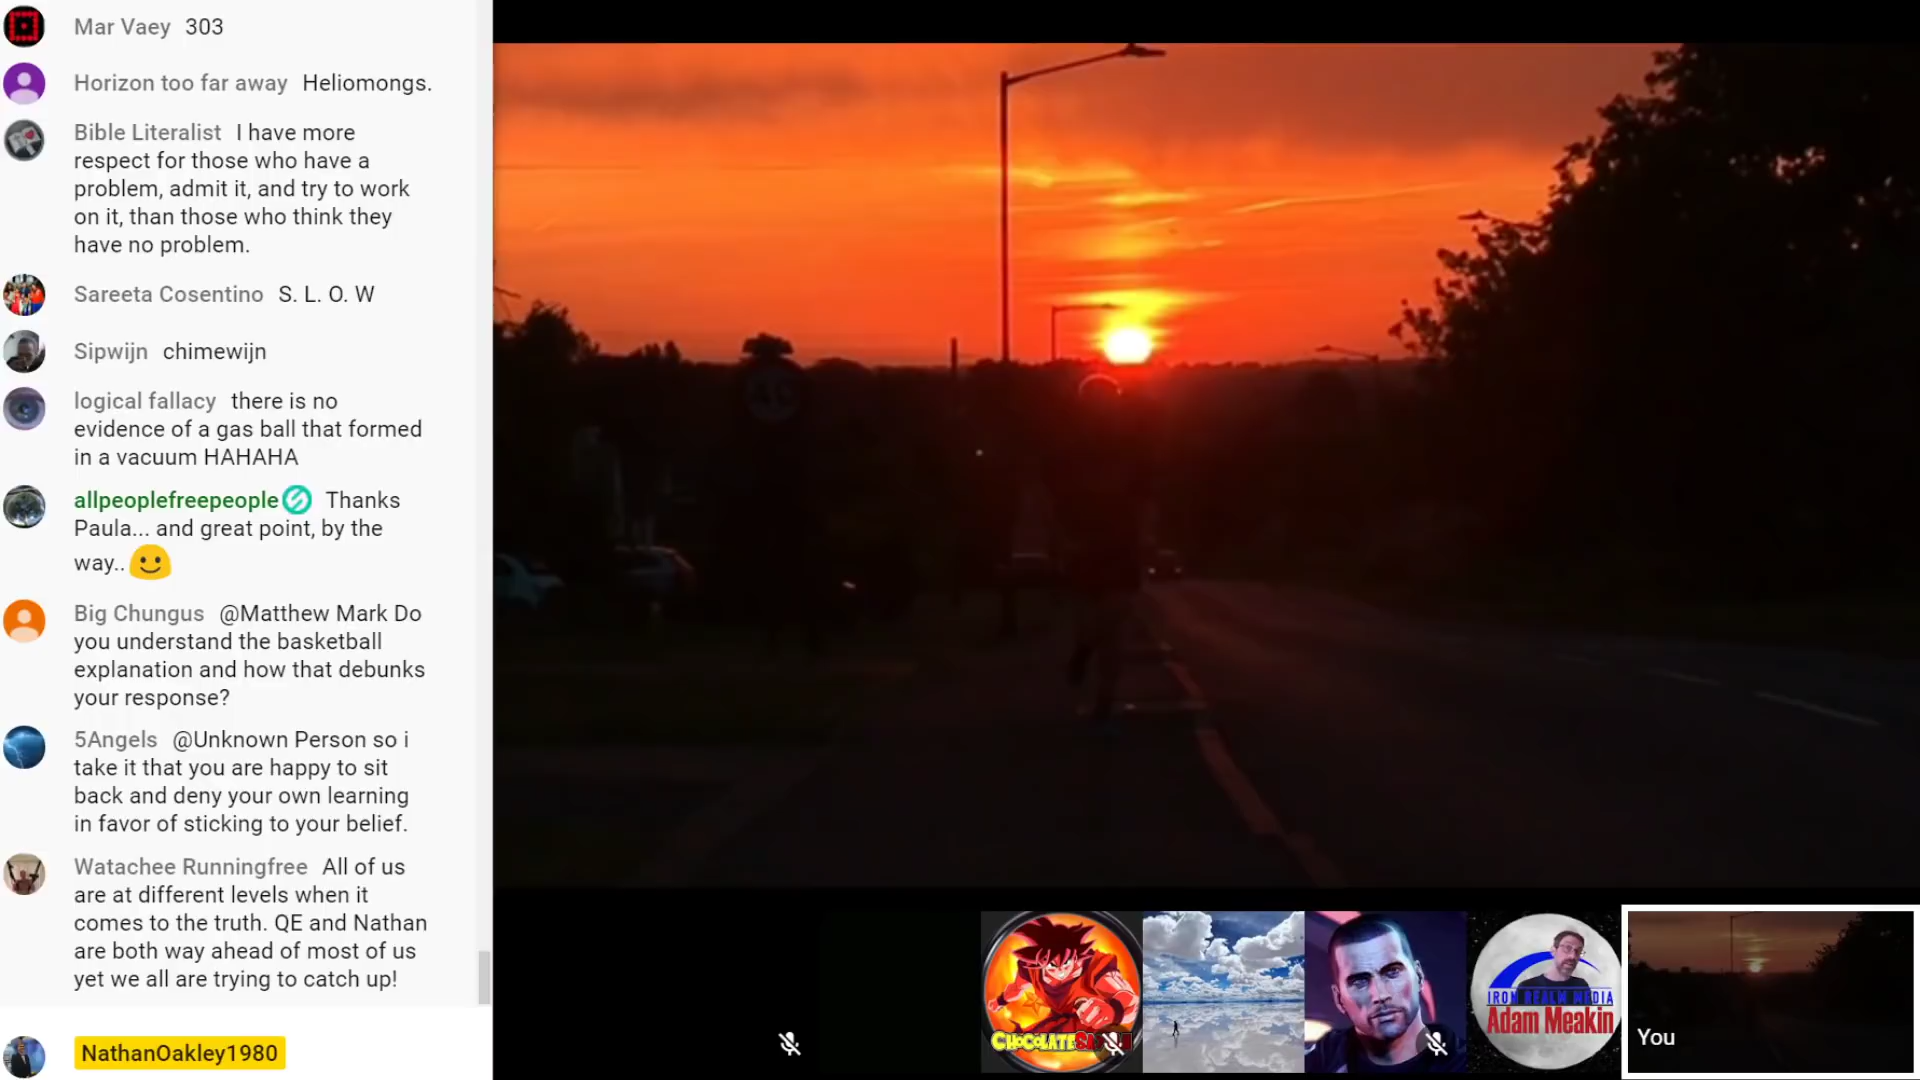 Mar Vaey 303
Horizon too far away Heliomongs.
Bible Literalist I have more
respect for those who have a
problem, admit it, and try to work
on it, than those who think they
have no problem.
Sareeta Cosentino S. L. O. W
Sipwijn chimewijn
logical fallacy there is no
evidence of a gas ball that formed
in a vacuum HAHAHA
allpeoplefreepeople Thanks
Paula... and great point, by the
way..
Big Chungus @Matthew Mark Do
you understand the basketball
explanation and how that debunks
your response?
5Angels @Unknown Person so i
take it that you are happy to sit
back and deny your own learning
in favor of sticking to your belief.
Watachee Runningfree All of us
are at different levels when it
comes to the truth. QE and Nathan
are both way ahead of most of us
yet we all are trying to catch up!
NathanOakley1980
40
IRON REALM MEDIA
Adam Meakin
You